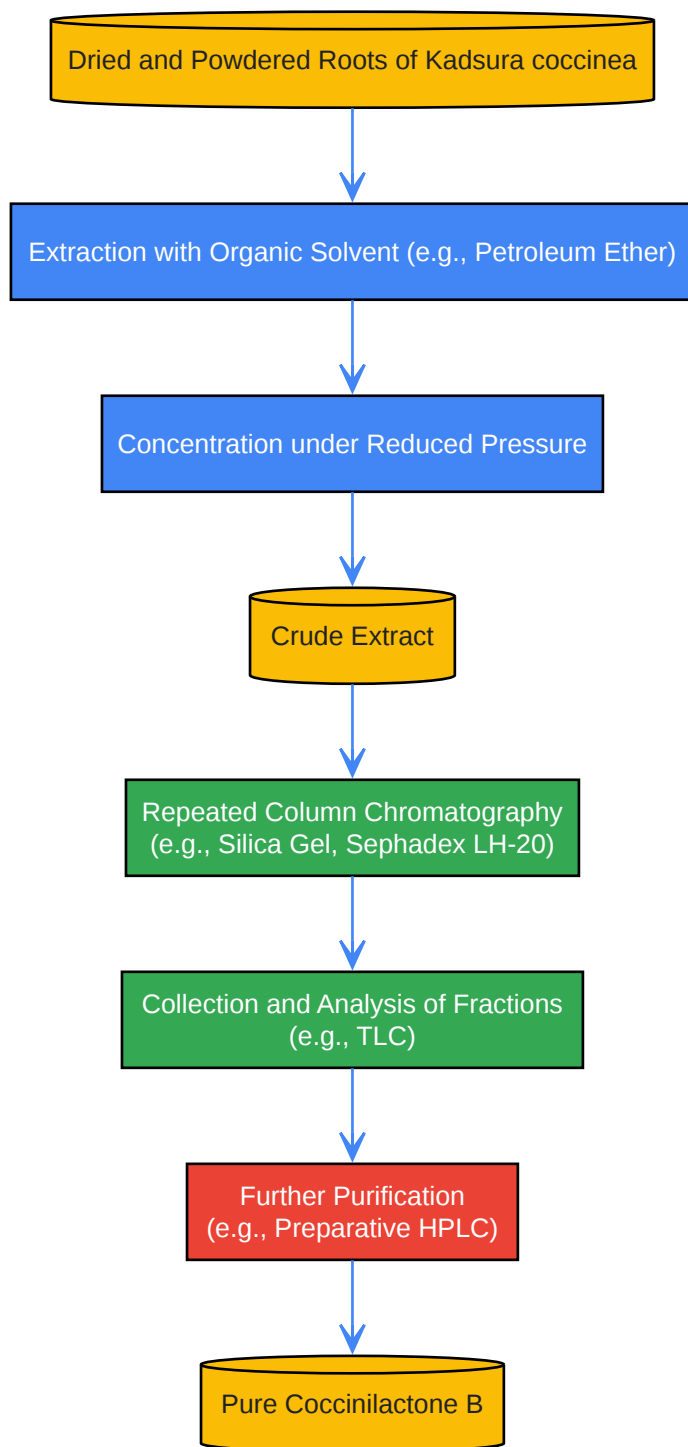 Dried and Powdered Roots of Kadsura coccinea
Extraction with Organic Solvent (e.g., Petroleum Ether)
Concentration under Reduced Pressure
Crude Extract
Repeated Column Chromatography
(e.g., Silica Gel, Sephadex LH-20)
Collection and Analysis of Fractions
(e.g., TLC)
Further Purification
(e.g., Preparative HPLC)
Pure Coccinilactone B